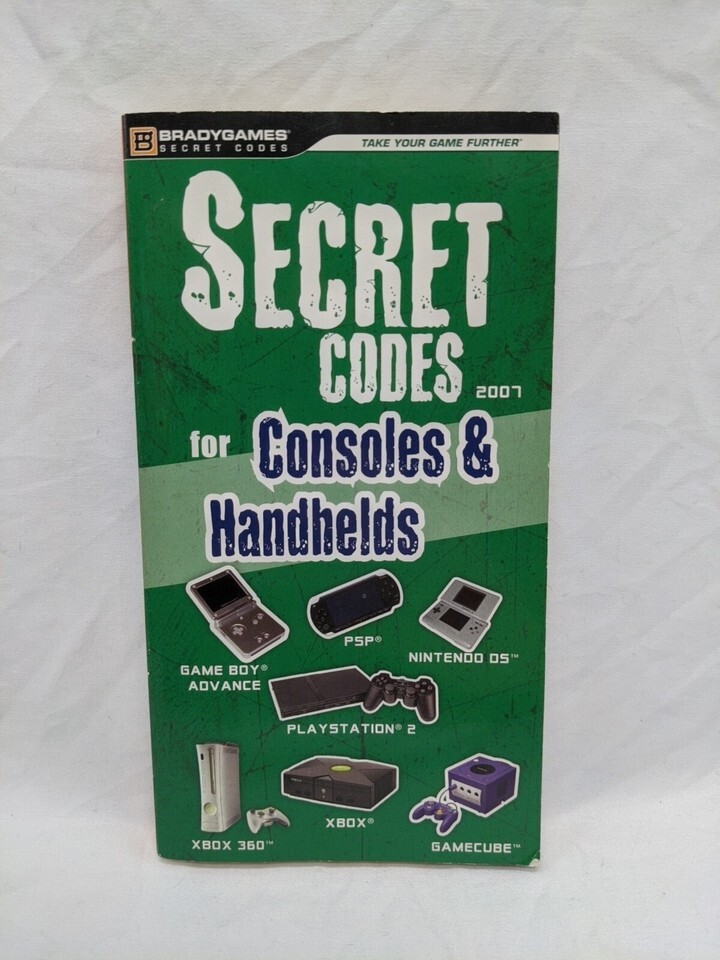 BRADYGAMES®
SECRET CODES
TAKE YOUR GAME FURTHER®
SECRET
CODES 2007
for Consoles &
Handhelds
PSP®
NINTENDO DS™
GAME BOY®
ADVANCE
PLAYSTATION® 2
XBOX®
XBOX 360™
GAMECUBE™